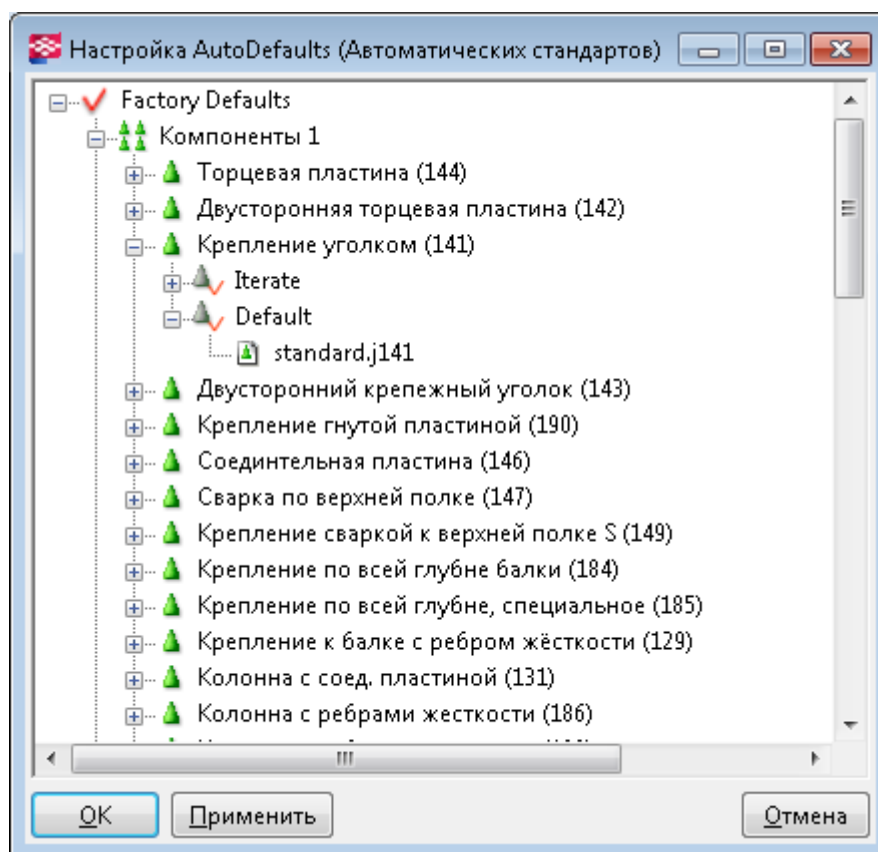 Настройка AutoDefaults (Автоматических стандартов)
Factory Defaults
Компоненты 1
Торцевая пластина (144)
Двусторонняя торцевая пластина (142)
Крепление уголком (141)
Iterate
Default
standard.j141
Двусторонний крепежный уголок (143)
Крепление гнутой пластиной (190)
Соединтельная пластина (146)
Сварка по верхней полке (147)
Крепление сваркой к верхней полке S (149)
Крепление по всей глубне балки (184)
Крепление по всей глубне, специальное (185)
Крепление к балке с ребром жёсткости (129)
Колонна с соед. пластиной (131)
Колонна с ребрами жесткости (186)
OK Применить Отмена